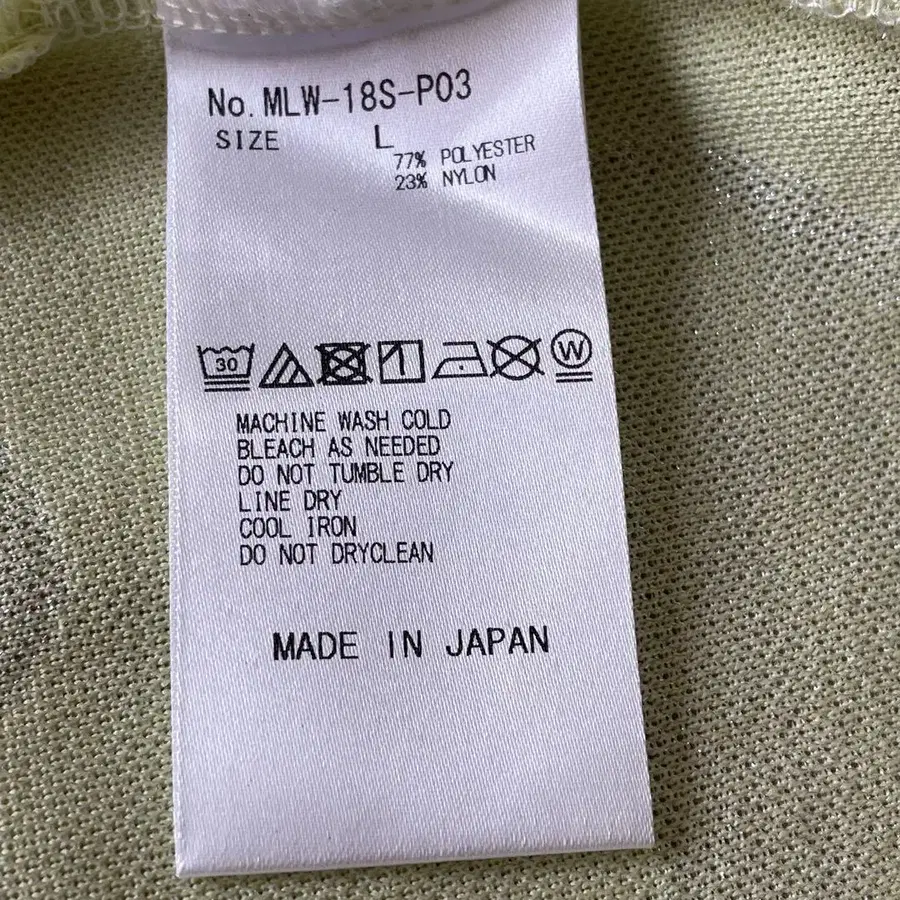 No. MLW-18S-P03
SIZE L
77% POLYESTER
23% NYLON
30 W
MACHINE WASH COLD
BLEACH AS NEEDED
DO NOT TUMBLE DRY
LINE DRY
COOL IRON
DO NOT DRYCLEAN
MADE IN JAPAN